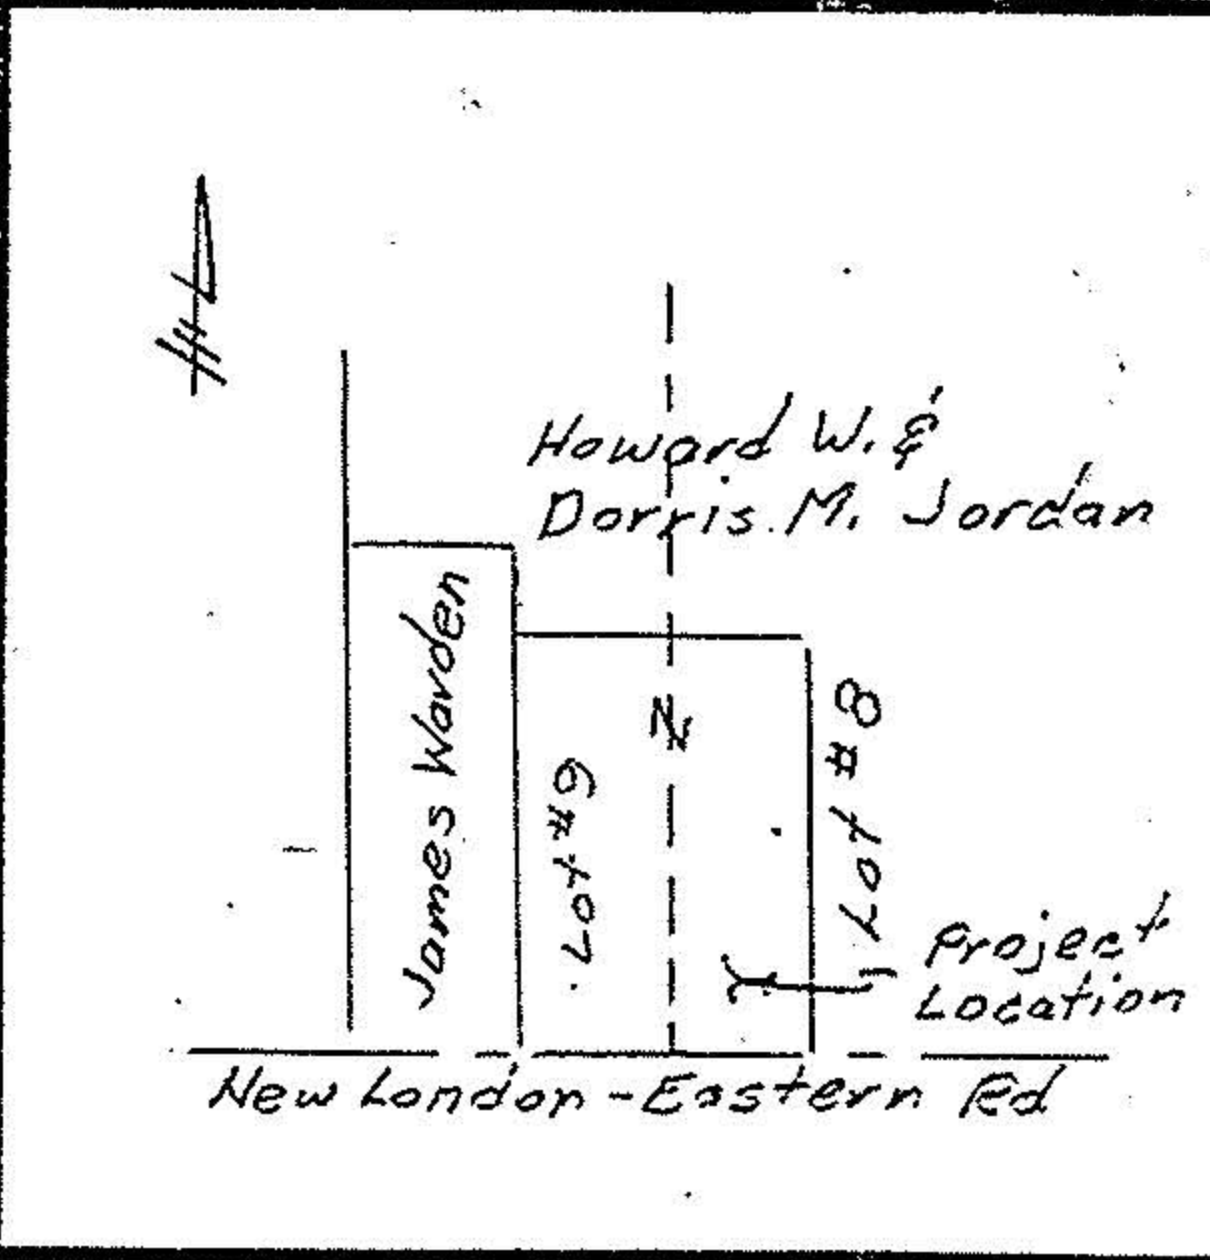 Howard W. &
Dorris. M. Jordan
James Warden
Lot #9
Z
Lot #8
Project
Location
New London - Eastern Rd